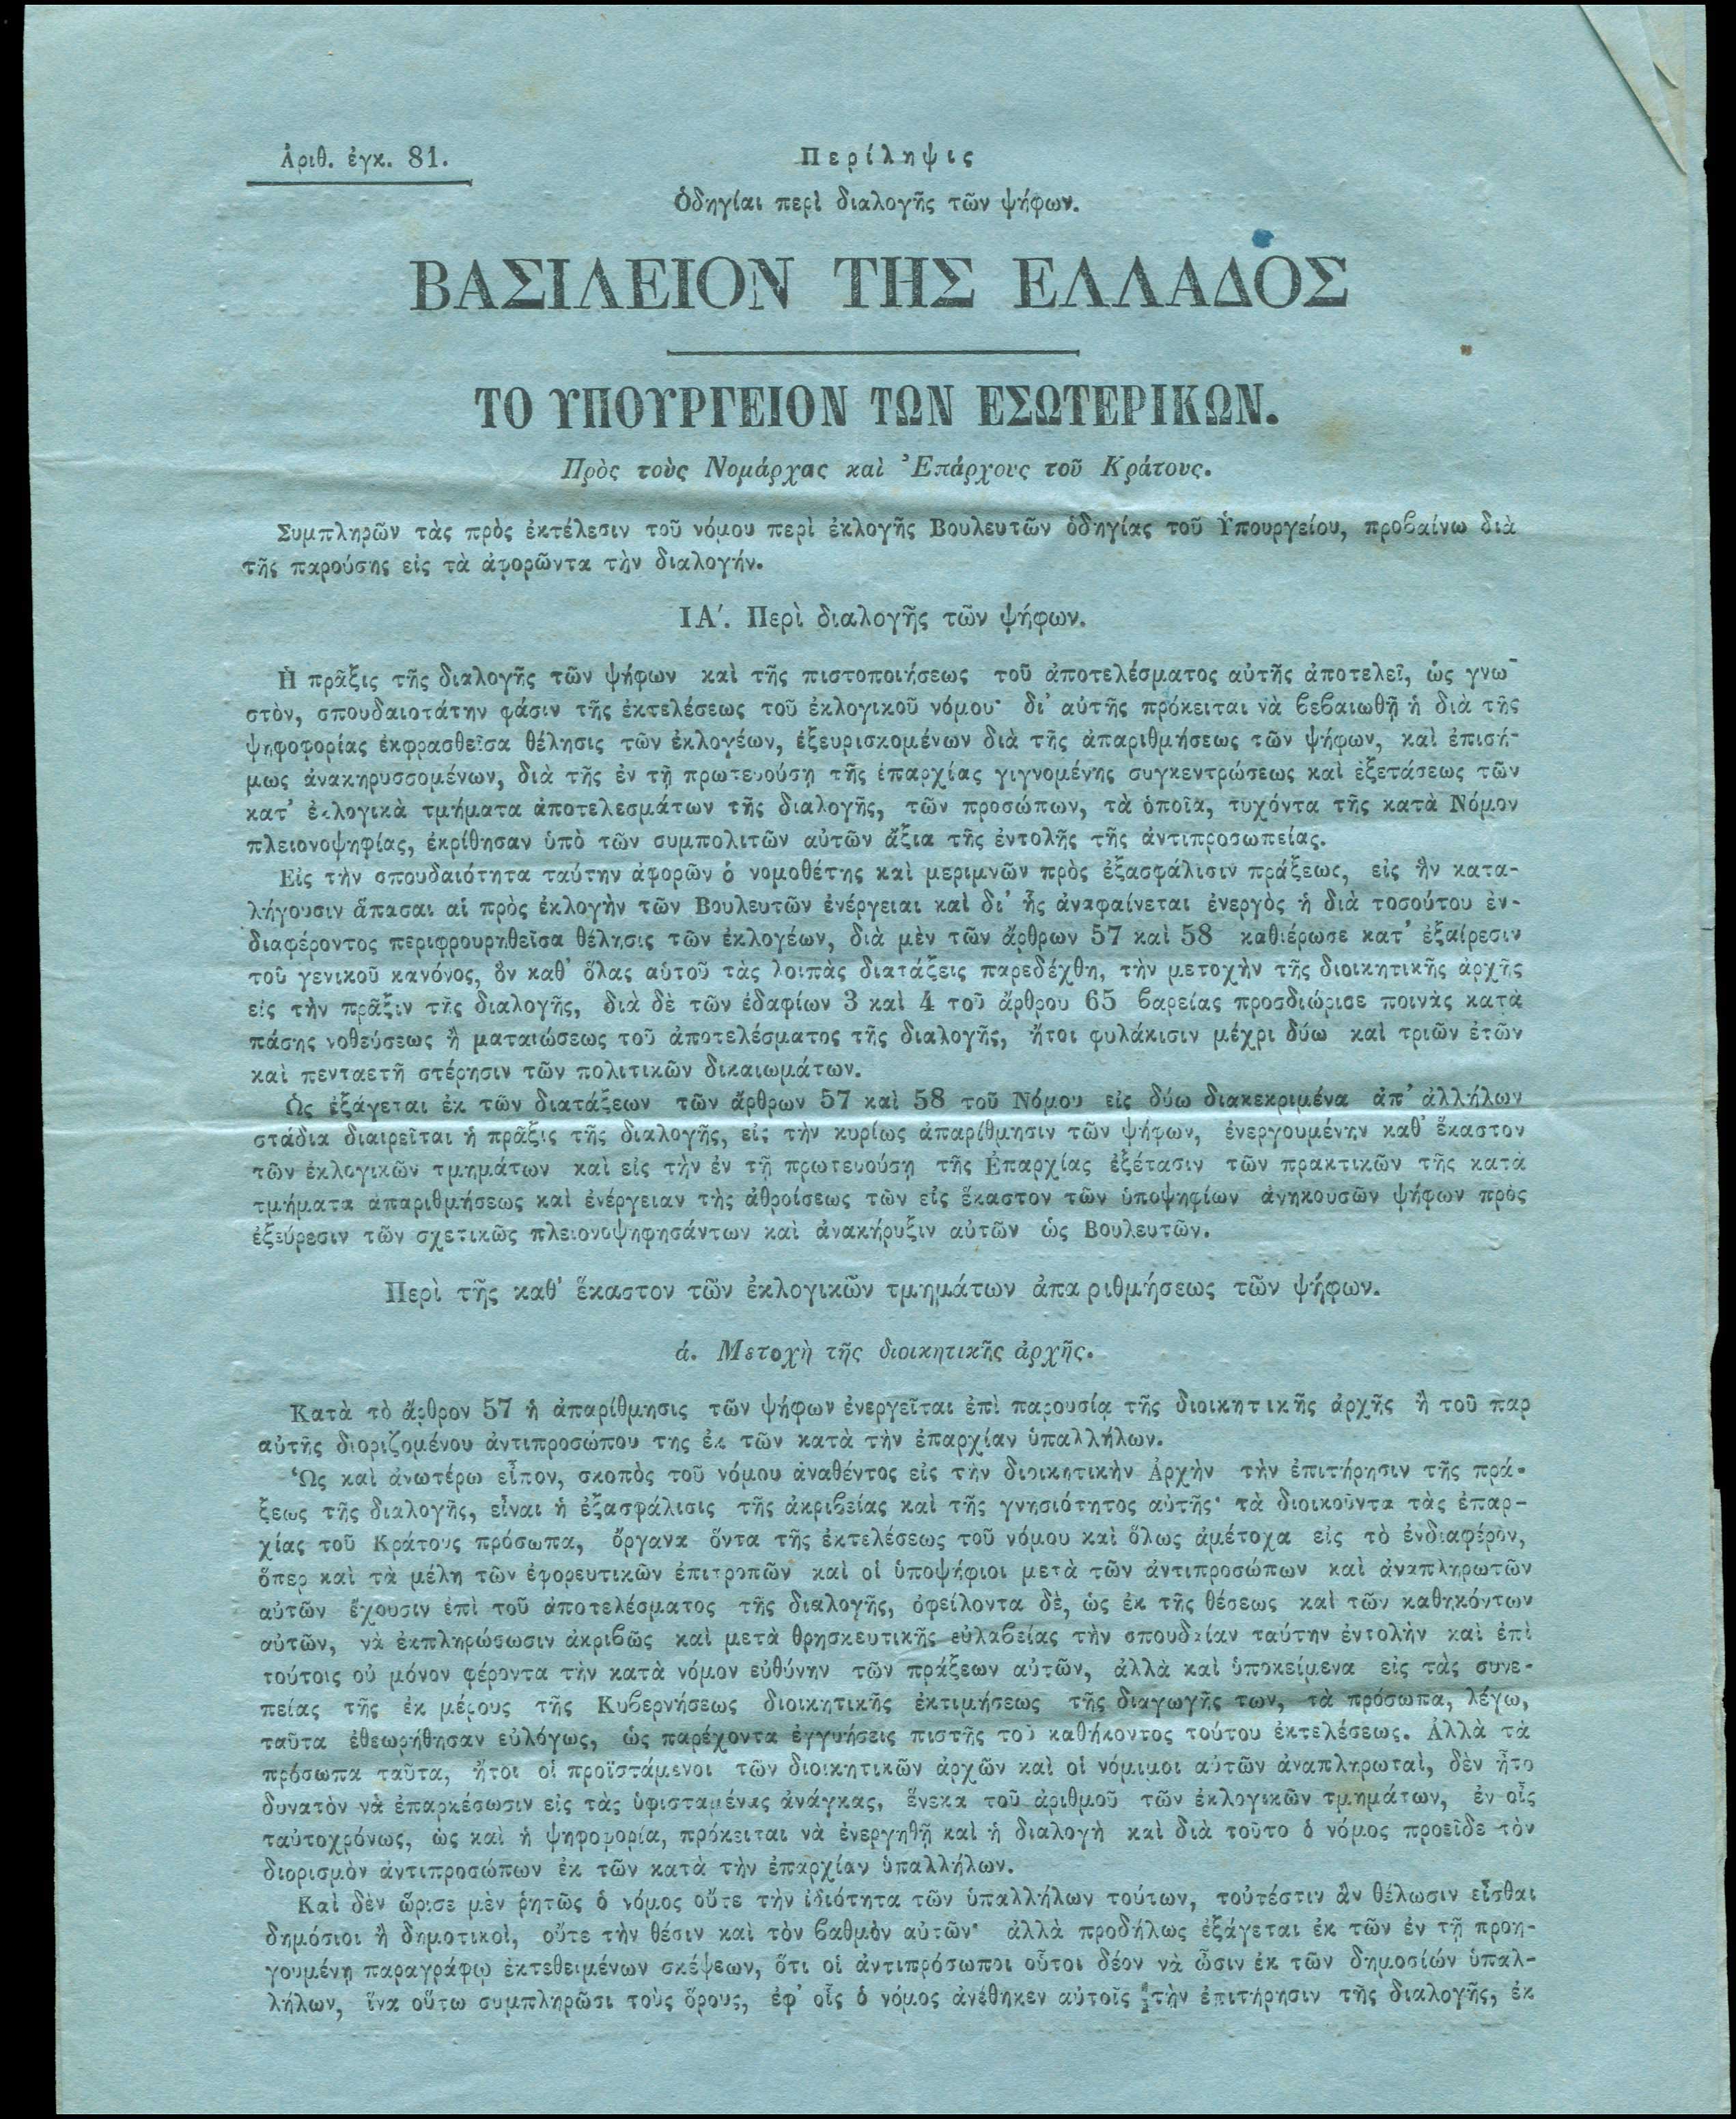 Ἀριθ. ἐγκ. 81.
Περίληψις
Ὁδηγίαι περὶ διαλογῆς τῶν ψήφων.
ΒΑΣΙΛΕΙΟΝ ΤΗΣ ΕΛΛΑΔΟΣ
ΤΟ ΥΠΟΥΡΓΕΙΟΝ ΤΩΝ ΕΣΩΤΕΡΙΚΩΝ.
Πρὸς τοὺς Νομάρχας καὶ Ἐπάρχους τοῦ Κράτους.
Συμπληρῶν τὰς πρὸς ἐκτέλεσιν τοῦ νόμου περὶ ἐκλογῆς Βουλευτῶν ὁδηγίας τοῦ Ὑπουργείου, προβαίνω διὰ
τῆς παρούσης εἰς τὰ ἀφορῶντα τὴν διαλογήν.
ΙΑ΄. Περὶ διαλογῆς τῶν ψήφων.
Ἡ πρᾶξις τῆς διαλογῆς τῶν ψήφων καὶ τῆς πιστοποιήσεως τοῦ ἀποτελέσματος αὐτῆς ἀποτελεῖ, ὡς γνω-
στὸν, σπουδαιοτάτην φάσιν τῆς ἐκτελέσεως τοῦ ἐκλογικοῦ νόμου· δι' αὐτῆς πρόκειται νὰ βεβαιωθῇ ἡ διὰ τῆς
ψηφοφορίας ἐκφρασθεῖσα θέλησις τῶν ἐκλογέων, ἐξευρισκομένων διὰ τῆς ἀπαριθμήσεως τῶν ψήφων, καὶ ἐπισή-
μως ἀνακηρυσσομένων, διὰ τῆς ἐν τῇ πρωτευούσῃ τῆς ἐπαρχίας γιγνομένης συγκεντρώσεως καὶ ἐξετάσεως τῶν
κατ' ἐκλογικὰ τμήματα ἀποτελεσμάτων τῆς διαλογῆς, τῶν προσώπων, τὰ ὁποῖα, τυχόντα τῆς κατὰ Νόμον
πλειονοψηφίας, ἐκρίθησαν ὑπὸ τῶν συμπολιτῶν αὐτῶν ἄξια τῆς ἐντολῆς τῆς ἀντιπροσωπείας.
Εἰς τὴν σπουδαιότητα ταύτην ἀφορῶν ὁ νομοθέτης καὶ μεριμνῶν πρὸς ἐξασφάλισιν πράξεως, εἰς ἣν κατα-
λήγουσιν ἅπασαι αἱ πρὸς ἐκλογὴν τῶν Βουλευτῶν ἐνέργειαι καὶ δι' ἧς ἀναφαίνεται ἐνεργὸς ἡ διὰ τοσούτου ἐν-
διαφέροντος περιφρουρηθεῖσα θέλησις τῶν ἐκλογέων, διὰ μὲν τῶν ἄρθρων 57 καὶ 58 καθιέρωσε κατ' ἐξαίρεσιν
τοῦ γενικοῦ κανόνος, ὃν καθ' ὅλας αὑτοῦ τὰς λοιπὰς διατάξεις παρεδέχθη, τὴν μετοχὴν τῆς διοικητικῆς ἀρχῆς
εἰς τὴν πρᾶξιν τῆς διαλογῆς, διὰ δὲ τῶν ἐδαφίων 3 καὶ 4 τοῦ ἄρθρου 65 βαρείας προσδιώρισε ποινὰς κατὰ
πάσης νοθεύσεως ἢ ματαιώσεως τοῦ ἀποτελέσματος τῆς διαλογῆς, ἤτοι φυλάκισιν μέχρι δύω καὶ τριῶν ἐτῶν
καὶ πενταετῆ στέρησιν τῶν πολιτικῶν δικαιωμάτων.
Ὡς ἐξάγεται ἐκ τῶν διατάξεων τῶν ἄρθρων 57 καὶ 58 τοῦ Νόμου εἰς δύω διακεκριμένα ἀπ' ἀλλήλων
στάδια διαιρεῖται ἡ πρᾶξις τῆς διαλογῆς, εἰς τὴν κυρίως ἀπαρίθμησιν τῶν ψήφων, ἐνεργουμένην καθ' ἕκαστον
τῶν ἐκλογικῶν τμημάτων καὶ εἰς τὴν ἐν τῇ πρωτευούσῃ τῆς Ἐπαρχίας ἐξέτασιν τῶν πρακτικῶν τῆς κατὰ
τμήματα ἀπαριθμήσεως καὶ ἐνέργειαν τῆς ἀθροίσεως τῶν εἰς ἕκαστον τῶν ὑποψηφίων ἀνηκουσῶν ψήφων πρὸς
ἐξεύρεσιν τῶν σχετικῶς πλειονοψηφησάντων καὶ ἀνακήρυξιν αὐτῶν ὡς Βουλευτῶν.
Περὶ τῆς καθ' ἕκαστον τῶν ἐκλογικῶν τμημάτων ἀπαριθμήσεως τῶν ψήφων.
ά. Μετοχὴ τῆς διοικητικῆς ἀρχῆς.
Κατὰ τὸ ἄρθρον 57 ἡ ἀπαρίθμησις τῶν ψήφων ἐνεργεῖται ἐπὶ παρουσίᾳ τῆς διοικητικῆς ἀρχῆς ἢ τοῦ παρ
αὐτῆς διοριζομένου ἀντιπροσώπου της ἐκ τῶν κατὰ τὴν ἐπαρχίαν ὑπαλλήλων.
Ὡς καὶ ἀνωτέρω εἶπον, σκοπὸς τοῦ νόμου ἀναθέντος εἰς τὴν διοικητικὴν Ἀρχὴν τὴν ἐπιτήρησιν τῆς πρά-
ξεως τῆς διαλογῆς, εἶναι ἡ ἐξασφάλισις τῆς ἀκριβείας καὶ τῆς γνησιότητος αὐτῆς· τὰ διοικοῦντα τὰς ἐπαρ-
χίας τοῦ Κράτους πρόσωπα, ὄργανα ὄντα τῆς ἐκτελέσεως τοῦ νόμου καὶ ὅλως ἀμέτοχα εἰς τὸ ἐνδιαφέρον,
ὅπερ καὶ τὰ μέλη τῶν ἐφορευτικῶν ἐπιτροπῶν καὶ οἱ ὑποψήφιοι μετὰ τῶν ἀντιπροσώπων καὶ ἀναπληρωτῶν
αὐτῶν ἔχουσιν ἐπὶ τοῦ ἀποτελέσματος τῆς διαλογῆς, ὀφείλοντα δὲ, ὡς ἐκ τῆς θέσεως καὶ τῶν καθηκόντων
αὐτῶν, νὰ ἐκπληρώσωσιν ἀκριβῶς καὶ μετὰ θρησκευτικῆς εὐλαβείας τὴν σπουδαίαν ταύτην ἐντολὴν καὶ ἐπὶ
τούτοις οὐ μόνον φέροντα τὴν κατὰ νόμον εὐθύνην τῶν πράξεων αὐτῶν, ἀλλὰ καὶ ὑποκείμενα εἰς τὰς συνε-
πείας τῆς ἐκ μέρους τῆς Κυβερνήσεως διοικητικῆς ἐκτιμήσεως τῆς διαγωγῆς των, τὰ πρόσωπα, λέγω,
ταῦτα ἐθεωρήθησαν εὐλόγως, ὡς παρέχοντα ἐγγυήσεις πιστῆς τοῦ καθήκοντος τούτου ἐκτελέσεως. Ἀλλὰ τὰ
πρόσωπα ταῦτα, ἤτοι οἱ προϊστάμενοι τῶν διοικητικῶν ἀρχῶν καὶ οἱ νόμιμοι αὐτῶν ἀναπληρωταὶ, δὲν ἦτο
δυνατὸν νὰ ἐπαρκέσωσιν εἰς τὰς ὑφισταμένας ἀνάγκας, ἕνεκα τοῦ ἀριθμοῦ τῶν ἐκλογικῶν τμημάτων, ἐν οἷς
ταὐτοχρόνως, ὡς καὶ ἡ ψηφοφορία, πρόκειται νὰ ἐνεργηθῇ καὶ ἡ διαλογὴ καὶ διὰ τοῦτο ὁ νόμος προεῖδε τὸν
διορισμὸν ἀντιπροσώπων ἐκ τῶν κατὰ τὴν ἐπαρχίαν ὑπαλλήλων.
Καὶ δὲν ὥρισε μὲν ῥητῶς ὁ νόμος οὔτε τὴν ἰδιότητα τῶν ὑπαλλήλων τούτων, τοὐτέστιν ἂν θέλωσιν εἶσθαι
δημόσιοι ἢ δημοτικοὶ, οὔτε τὴν θέσιν καὶ τὸν βαθμὸν αὐτῶν· ἀλλὰ προδήλως ἐξάγεται ἐκ τῶν ἐν τῇ προη-
γουμένῃ παραγράφῳ ἐκτεθειμένων σκέψεων, ὅτι οἱ ἀντιπρόσωποι οὗτοι δέον νὰ ὦσιν ἐκ τῶν δημοσίων ὑπαλ-
λήλων, ἵνα οὕτω συμπληρῶσι τοὺς ὅρους, ἐφ' οἷς ὁ νόμος ἀνέθηκεν αὐτοῖς τὴν ἐπιτήρησιν τῆς διαλογῆς, ἐκ